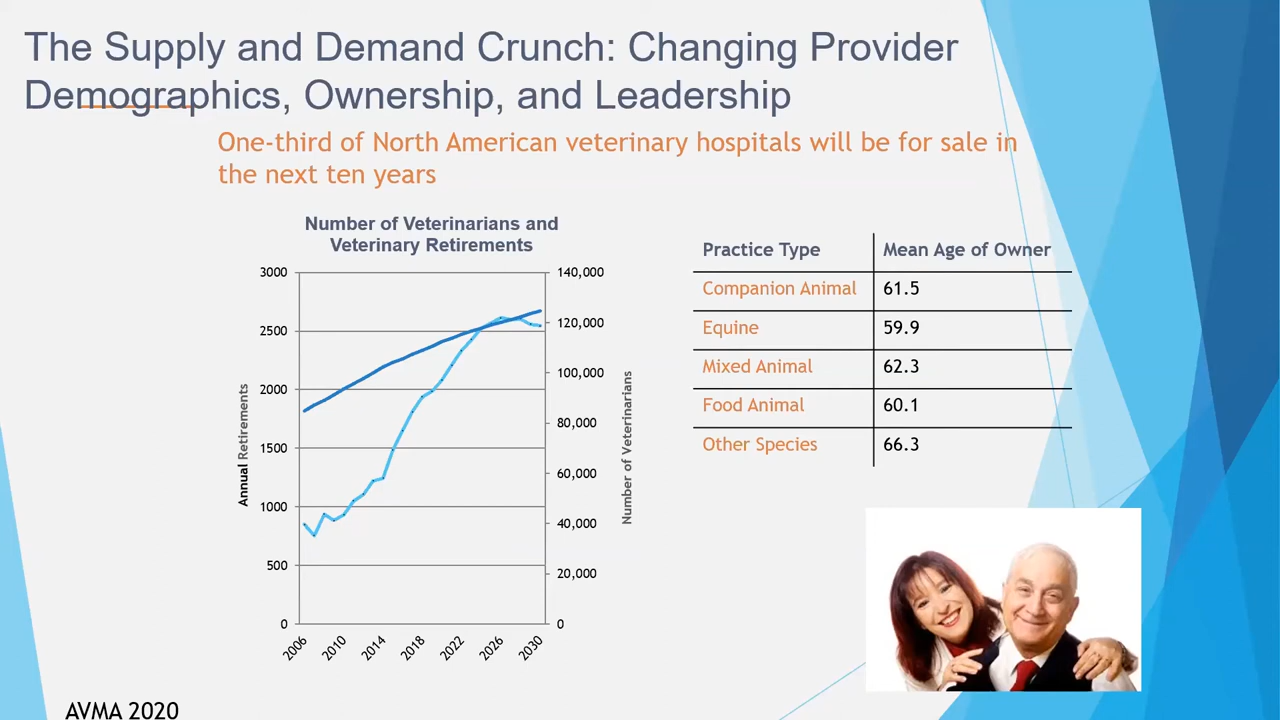 The Supply and Demand Crunch: Changing Provider
Demographics, Ownership, and Leadership
One-third of North American veterinary hospitals will be for sale in
the next ten years
Number of Veterinarians and
Veterinary Retirements
3000
2500
2000
1500
1000
500
0
Annual Retirements
140,000
120,000
100,000
80,000
60,000
40,000
20,000
0
Number of Veterinarians
2006
2010
2014
2018
2022
2026
2030
Practice Type Mean Age of Owner
Companion Animal 61.5
Equine 59.9
Mixed Animal 62.3
Food Animal 60.1
Other Species 66.3
AVMA 2020